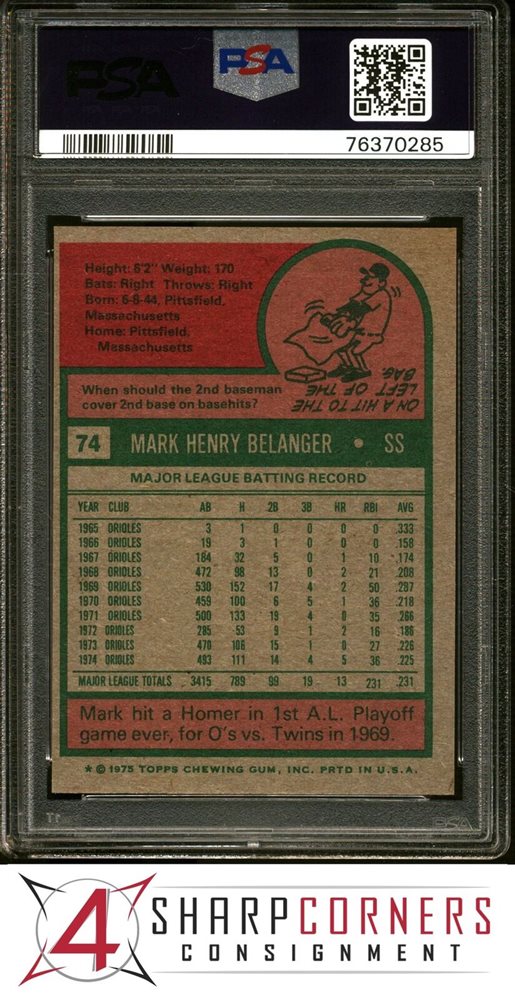 PSA
PSA
76370285
Height: 6'2" Weight: 170
Bats: Right Throws: Right
Born: 6-8-44, Pittsfield,
Massachusetts
Home: Pittsfield,
Massachusetts
When should the 2nd baseman
cover 2nd base on basehits?
ON A HIT TO THE
LEFT OF THE
BAG.
74 MARK HENRY BELANGER • SS
MAJOR LEAGUE BATTING RECORD
YEAR CLUB AB H 2B 3B HR RBI AVG
1965 ORIOLES 3 1 0 0 0 0 .333
1966 ORIOLES 19 3 1 0 0 0 .158
1967 ORIOLES 184 32 5 0 1 10 .174
1968 ORIOLES 472 98 13 0 2 21 .208
1969 ORIOLES 530 152 17 4 2 50 .287
1970 ORIOLES 459 100 6 5 1 36 .218
1971 ORIOLES 500 133 19 4 0 35 .266
1972 ORIOLES 285 53 9 1 2 16 .186
1973 ORIOLES 470 106 15 1 0 27 .226
1974 ORIOLES 493 111 14 4 5 36 .225
MAJOR LEAGUE TOTALS 3415 789 99 19 13 231 .231
Mark hit a Homer in 1st A.L. Playoff
game ever, for O's vs. Twins in 1969.
* © 1975 TOPPS CHEWING GUM, INC. PRTD IN U.S.A.
PSA
4 SHARPCORNERS
CONSIGNMENT